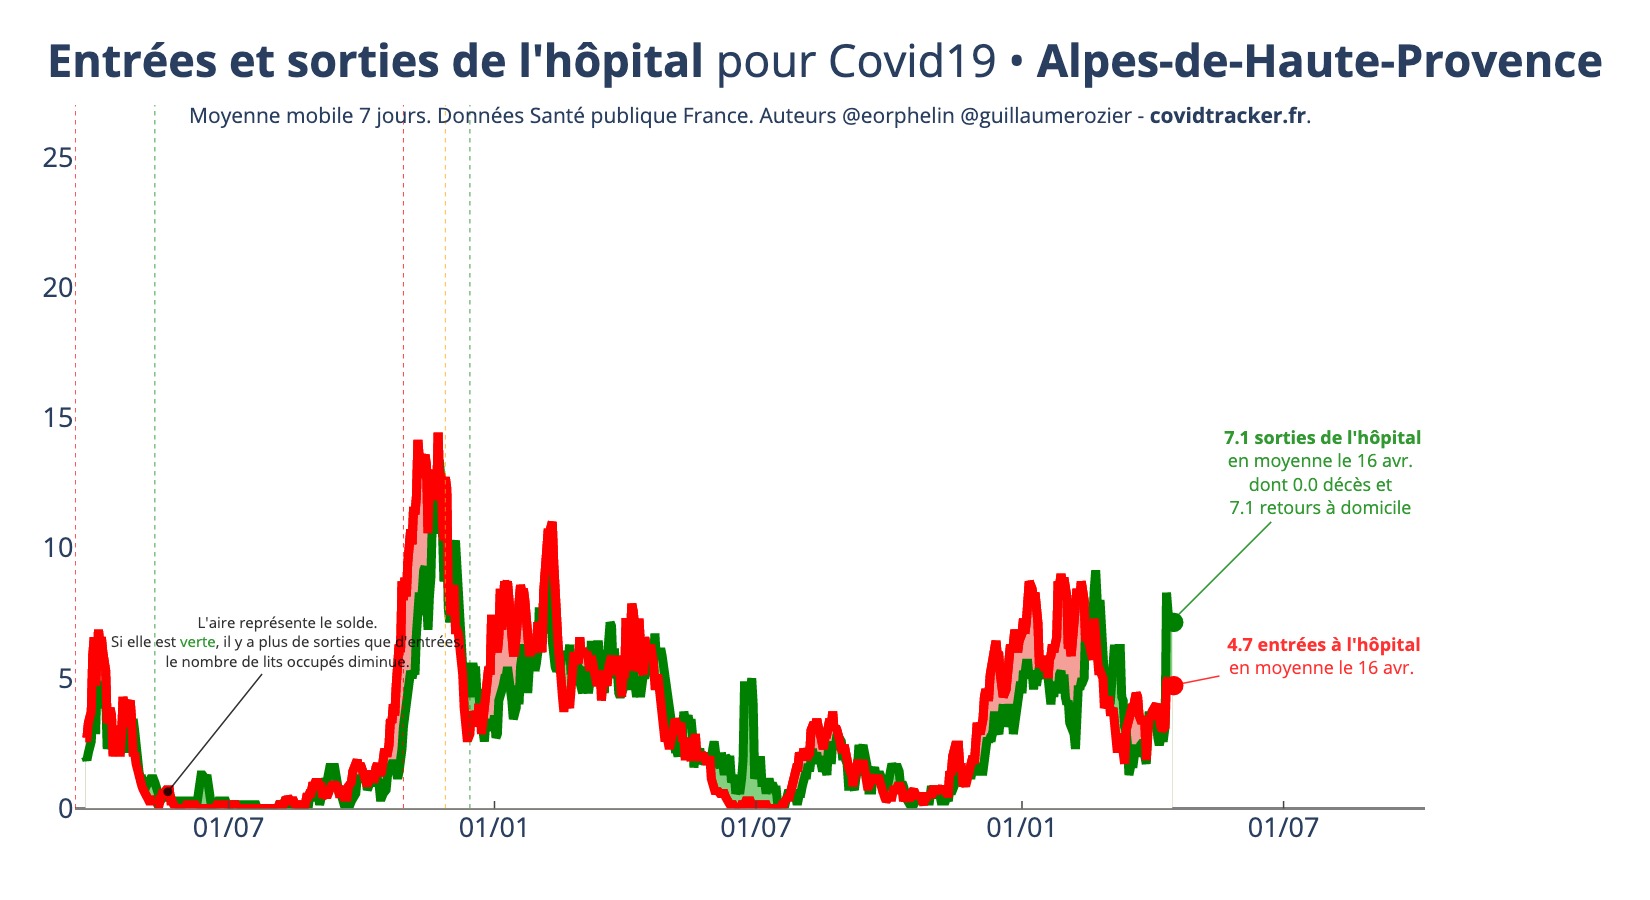 Entrées et sorties de l'hôpital pour Covid19 • Alpes-de-Haute-Provence
Moyenne mobile 7 jours. Données Santé publique France. Auteurs @eorphelin @guillaumerozier - covidtracker.fr.
25
20
15
10
5
0
7.1 sorties de l'hôpital
en moyenne le 16 avr.
dont 0.0 décès et
7.1 retours à domicile
L'aire représente le solde.
Si elle est verte, il y a plus de sorties que d'entrées,
le nombre de lits occupés diminue.
4.7 entrées à l'hôpital
en moyenne le 16 avr.
01/07
01/01
01/07
01/01
01/07